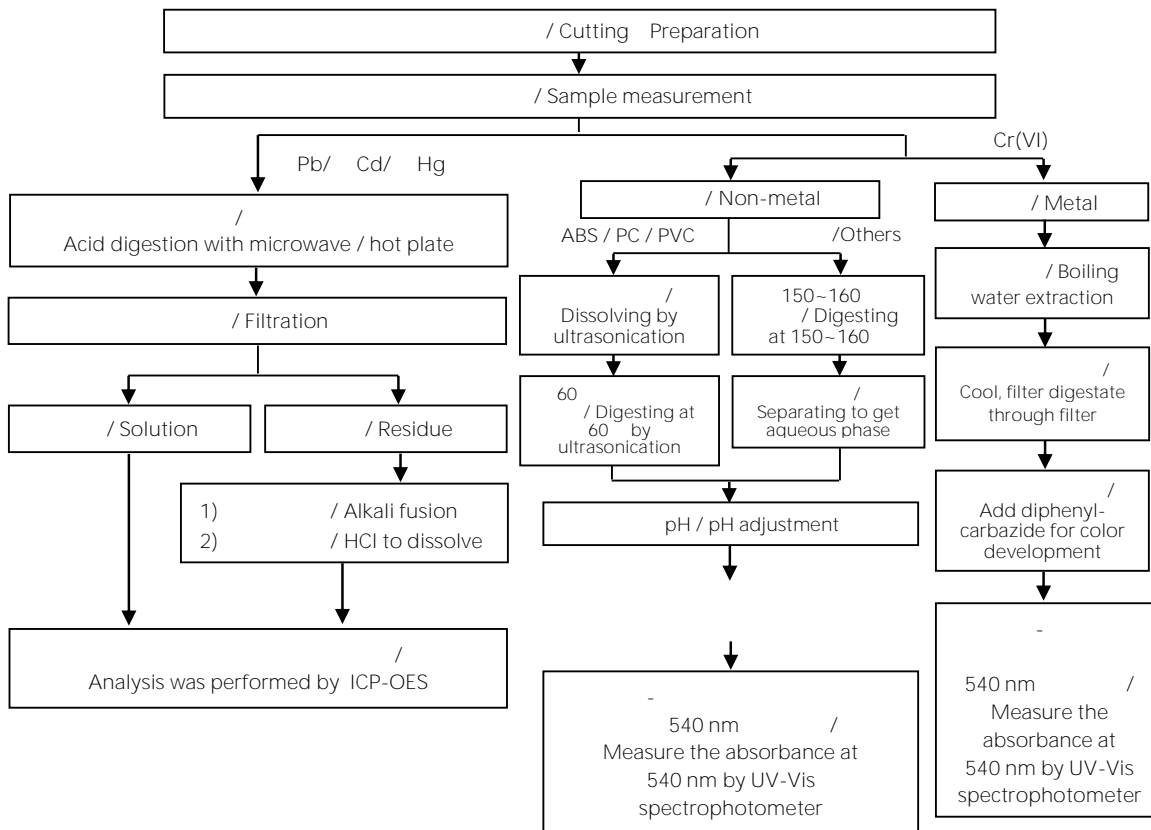 / Cutting Preparation
/ Sample measurement
Pb/ Cd/ Hg
Cr(VI)
/
Acid digestion with microwave / hot plate
/ Filtration
/ Solution
/ Residue
1) / Alkali fusion
2) / HCl to dissolve
/
Analysis was performed by ICP-OES
/ Non-metal
ABS / PC / PVC
/Others
/
Dissolving by
ultrasonication
60
/ Digesting at
60 by
ultrasonication
150~160
/ Digesting
at 150~160
/
Separating to get
aqueous phase
pH / pH adjustment
-
540 nm /
Measure the absorbance at
540 nm by UV-Vis
spectrophotometer
/ Metal
/ Boiling
water extraction
/
Cool, filter digestate
through filter
/
Add diphenyl-
carbazide for color
development
-
540 nm /
Measure the
absorbance at
540 nm by UV-Vis
spectrophotometer